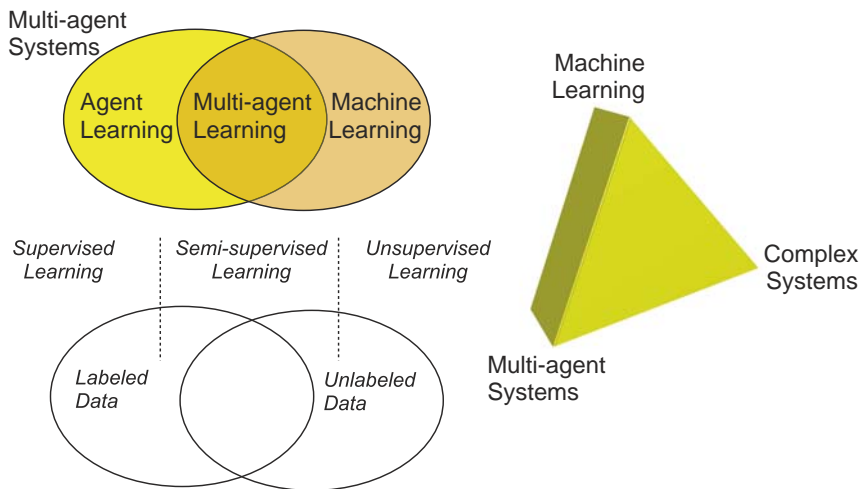 Multi-agent
Systems
Agent
Learning
Multi-agent
Learning
Machine
Learning
Supervised
Learning
Semi-supervised
Learning
Unsupervised
Learning
Labeled
Data
Unlabeled
Data
Machine
Learning
Complex
Systems
Multi-agent
Systems